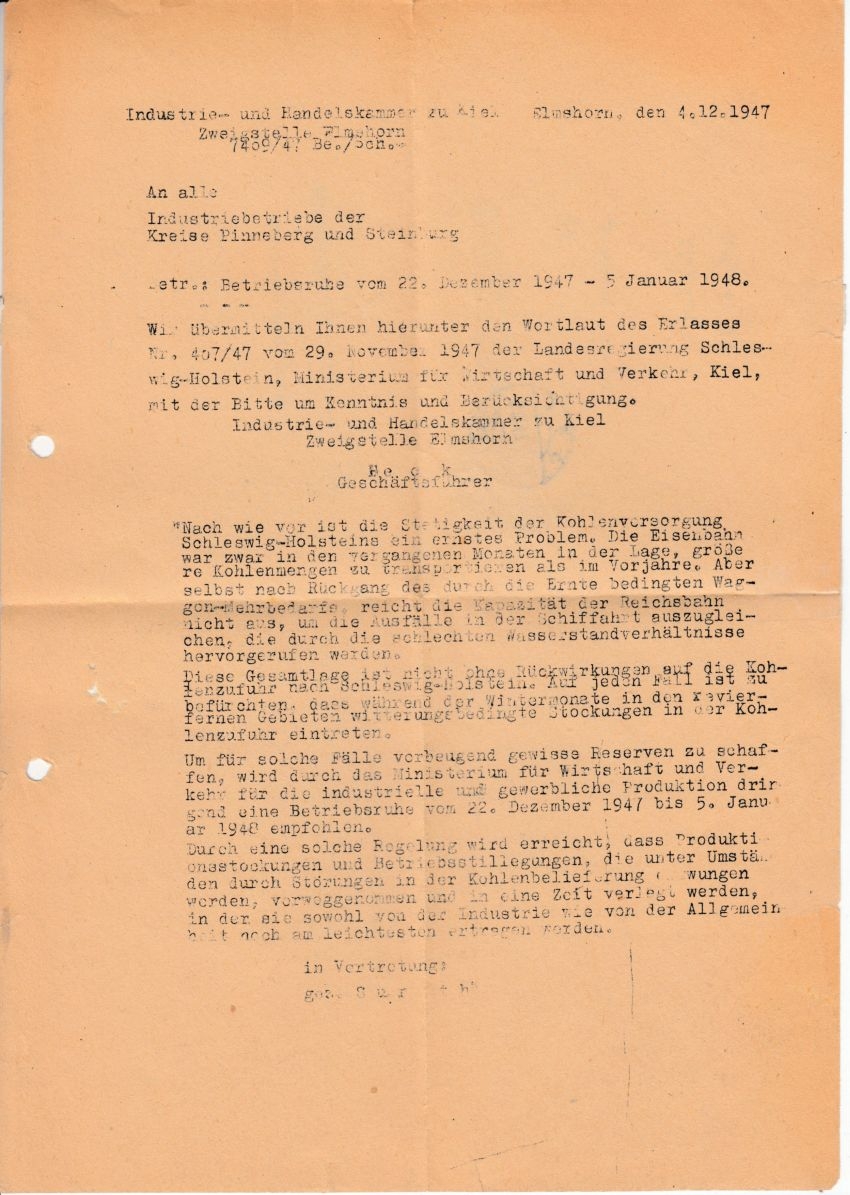 Industrie- und Handelskammer zu Kiel Elmshorn, den 4.12.1947
Zweigstelle Elmshorn
7409/47 Be./Sch.-
An alle
Industriebetriebe der
Kreise Pinneberg und Steinburg
Betr.: Betriebsruhe vom 22. Dezember 1947 - 5 Januar 1948.
Wir übermitteln Ihnen hierunter den Wortlaut des Erlasses
Nr. 407/47 vom 29. November 1947 der Landesregierung Schles-
wig-Holstein, Ministerium für Wirtschaft und Verkehr, Kiel,
mit der Bitte um Kenntnis und Berücksichtigung.
Industrie- und Handelskammer zu Kiel
Zweigstelle Elmshorn
Geschäftsführer
"Nach wie vor ist die Stetigkeit der Kohlenversorgung
Schleswig-Holsteins ein ernstes Problem. Die Eisenbahn
war zwar in den vergangenen Monaten in der Lage, größe
re Kohlenmengen zu transportieren als im Vorjahre. Aber
selbst nach Rückgang des durch die Ernte bedingten Wag-
gon-Mehrbedarfs, reicht die Kapazität der Reichsbahn
nicht aus, um die Ausfälle in der Schiffahrt auszuglei-
chen, die durch die schlechten Wasserstandverhältnisse
hervorgerufen werden.
Diese Gesamtlage ist nicht ohne Rückwirkungen auf die Koh-
lenzufuhr nach Schleswig-Holstein. Auf jeden Fall ist zu
befürchten, dass während der Wintermonate in den revier-
fernen Gebieten witterungsbedingte Stockungen in der Koh-
lenzufuhr eintreten.
Um für solche Fälle vorbeugend gewisse Reserven zu schaf-
fen, wird durch das Ministerium für Wirtschaft und Ver-
kehr für die industrielle und gewerbliche Produktion drin
gend eine Betriebsruhe vom 22. Dezember 1947 bis 5. Janu
ar 1948 empfohlen.
Durch eine solche Regelung wird erreicht, dass Produkti
onsstockungen und Betriebsstillegungen, die unter Umstän
den durch Störungen in der Kohlenbelieferung erzwungen
werden, vorweggenommen und in eine Zeit verlegt werden,
in der sie sowohl von der Industrie wie von der Allgemein
heit noch am leichtesten ertragen werden.
in Vertretung:
gez.